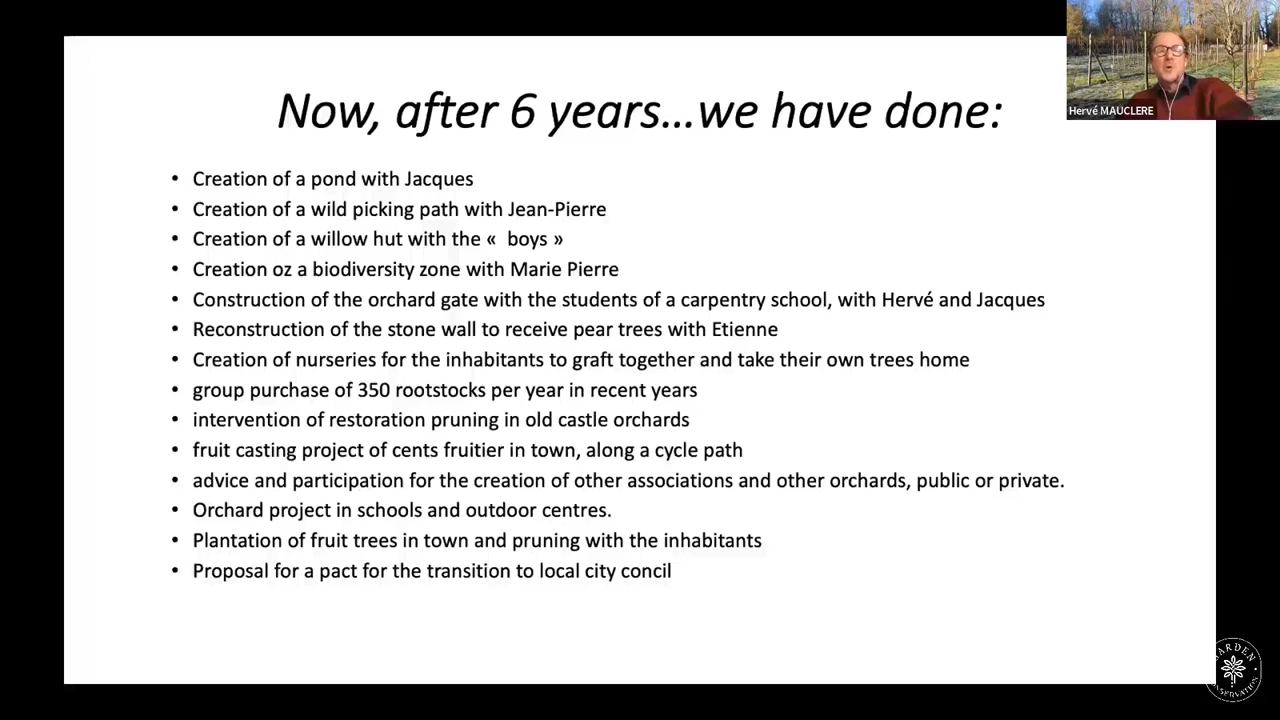 Now, after 6 years...we have done:
• Creation of a pond with Jacques
• Creation of a wild picking path with Jean-Pierre
• Creation of a willow hut with the «  boys »
• Creation oz a biodiversity zone with Marie Pierre
• Construction of the orchard gate with the students of a carpentry school, with Hervé and Jacques
• Reconstruction of the stone wall to receive pear trees with Etienne
• Creation of nurseries for the inhabitants to graft together and take their own trees home
• group purchase of 350 rootstocks per year in recent years
• intervention of restoration pruning in old castle orchards
• fruit casting project of cents fruitier in town, along a cycle path
• advice and participation for the creation of other associations and other orchards, public or private.
• Orchard project in schools and outdoor centres.
• Plantation of fruit trees in town and pruning with the inhabitants
• Proposal for a pact for the transition to local city concil
Hervé MAUCLERE